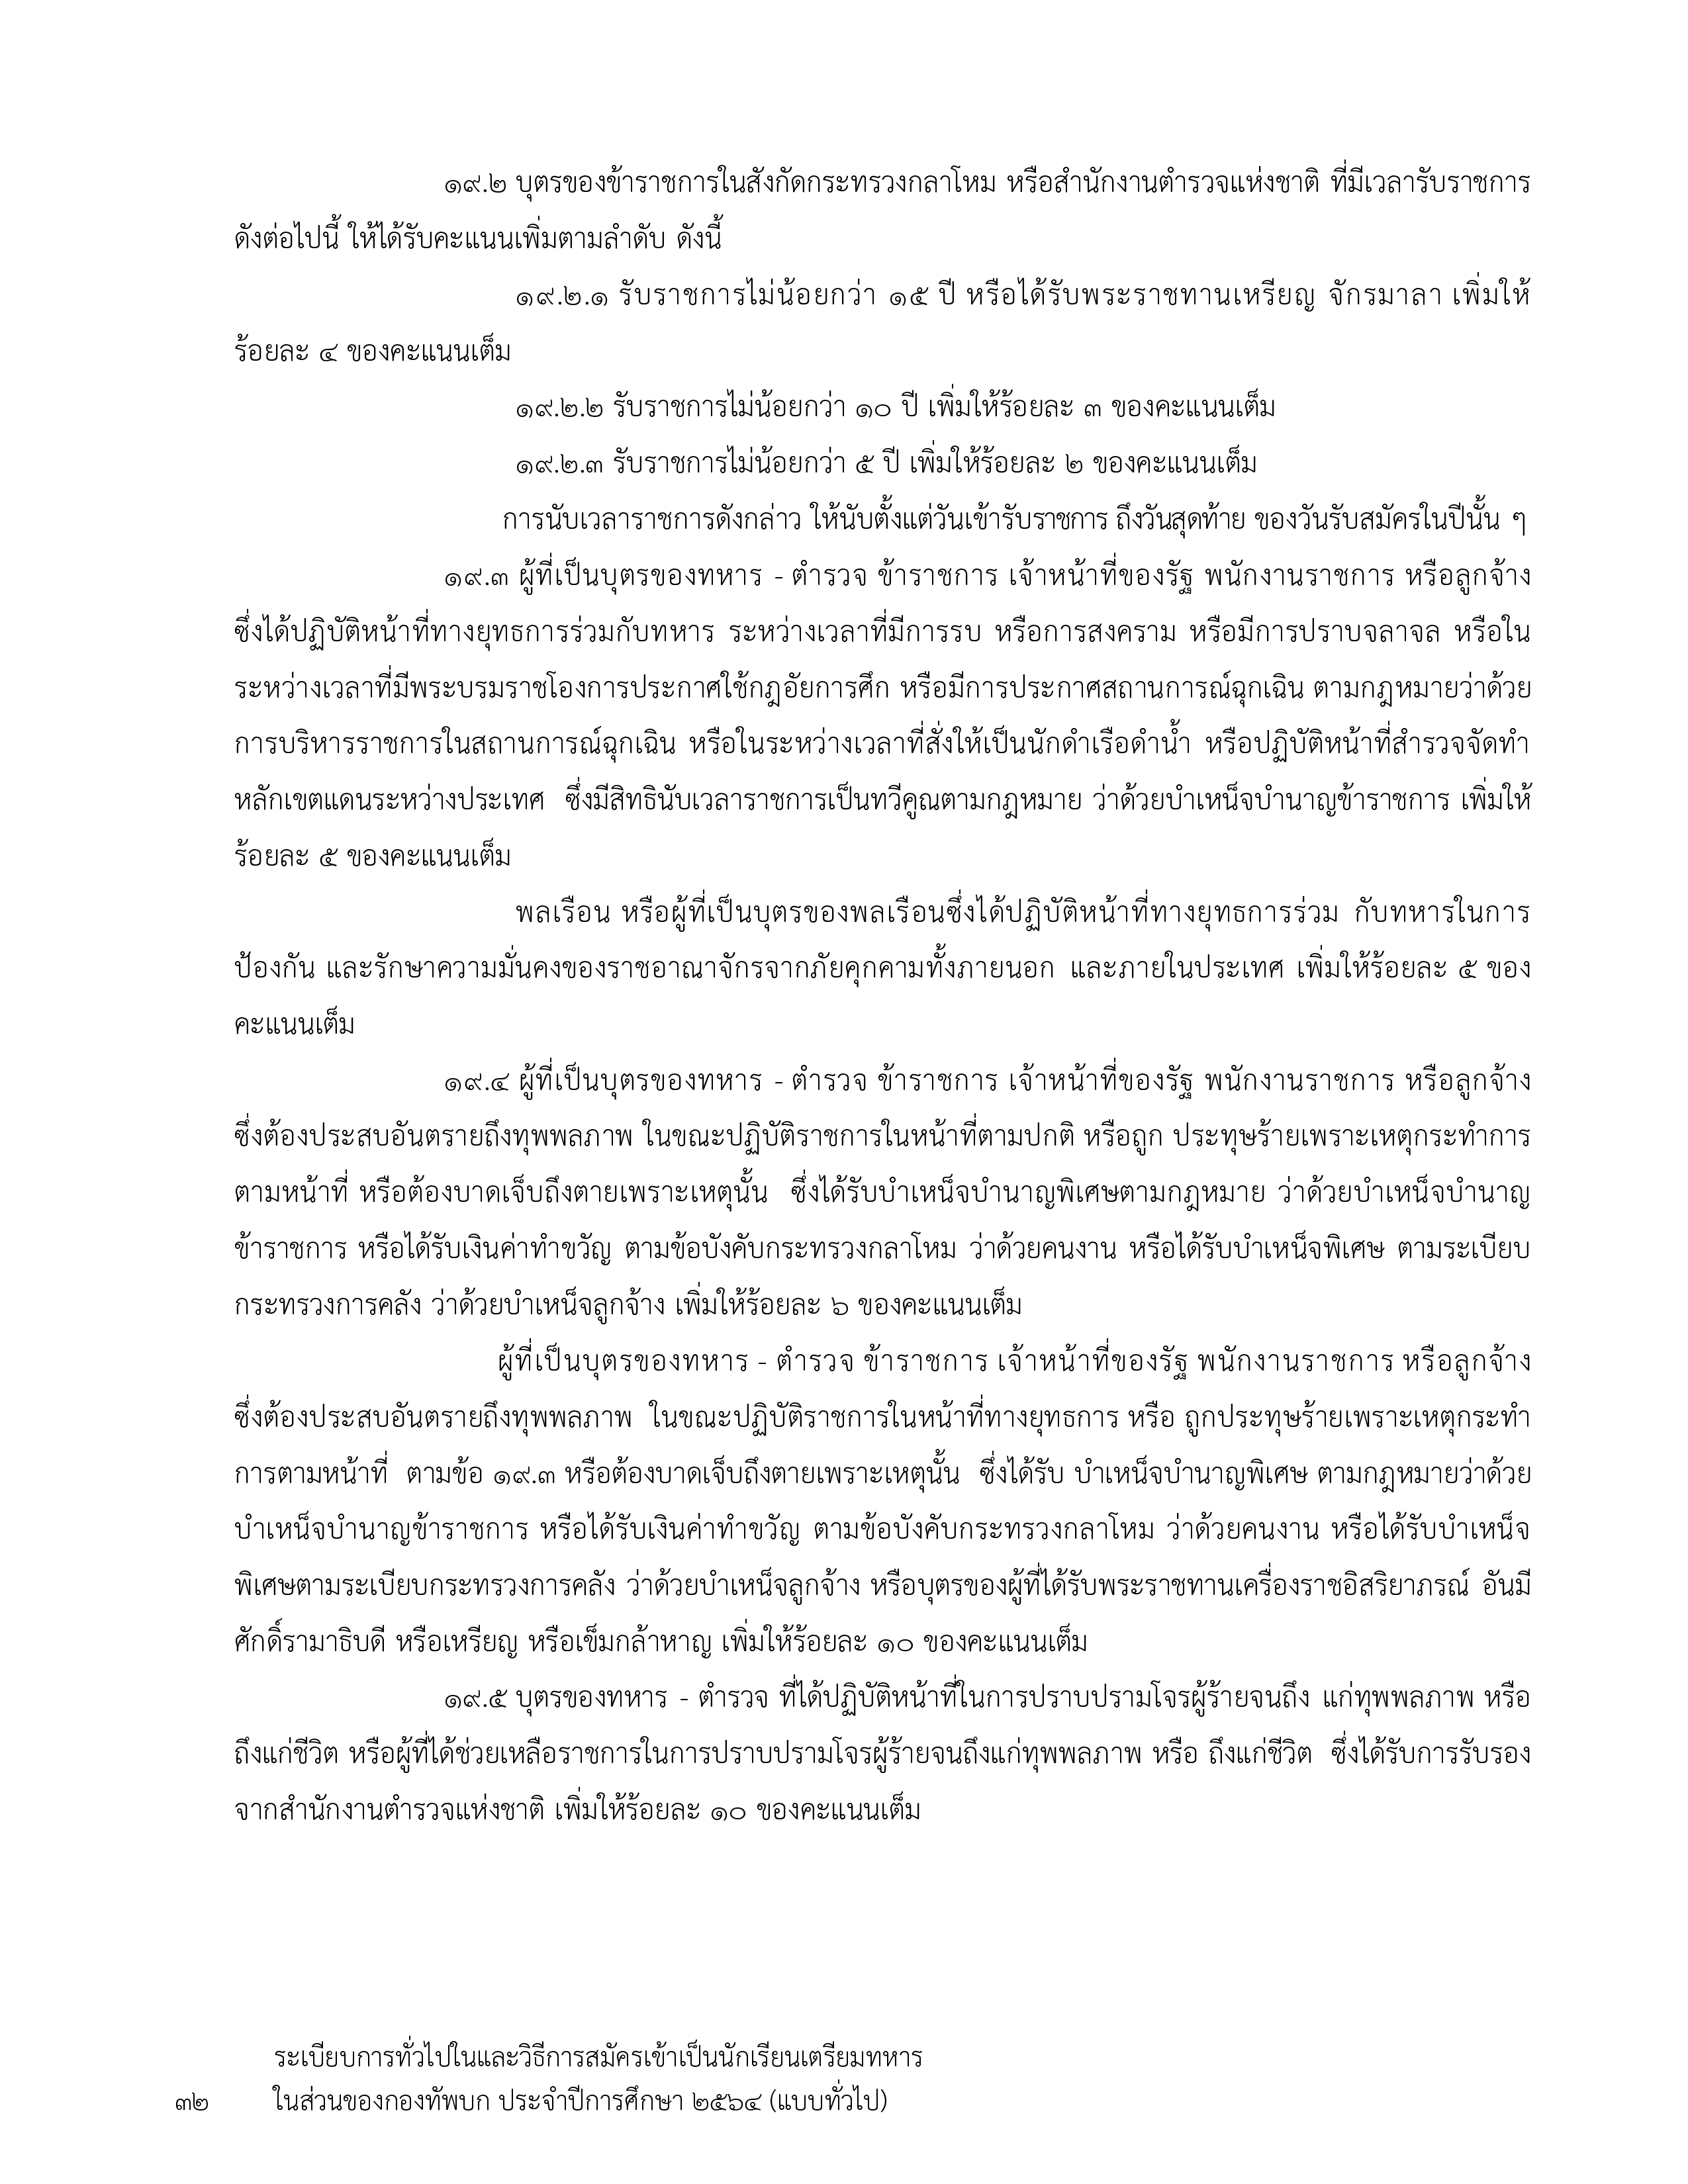 ๑๙.๒ บุตรของข้าราชการในสังกัดกระทรวงกลาโหม หรือสำนักงานตำรวจแห่งชาติ ที่มีเวลารับราชการ
ดังต่อไปนี้ ให้ได้รับคะแนนเพิ่มตามลำดับ ดังนี้
๑๙.๒.๑ รับราชการไม่น้อยกว่า ๑๕ ปี หรือได้รับพระราชทานเหรียญ จักรมาลา เพิ่มให้
ร้อยละ ๔ ของคะแนนเต็ม
๑๙.๒.๒ รับราชการไม่น้อยกว่า ๑๐ ปี เพิ่มให้ร้อยละ ๓ ของคะแนนเต็ม
๑๙.๒.๓ รับราชการไม่น้อยกว่า ๕ ปี เพิ่มให้ร้อยละ ๒ ของคะแนนเต็ม
การนับเวลาราชการดังกล่าว ให้นับตั้งแต่วันเข้ารับราชการ ถึงวันสุดท้าย ของวันรับสมัครในปีนั้น ๆ
๑๙.๓ ผู้ที่เป็นบุตรของทหาร - ตำรวจ ข้าราชการ เจ้าหน้าที่ของรัฐ พนักงานราชการ หรือลูกจ้าง
ซึ่งได้ปฏิบัติหน้าที่ทางยุทธการร่วมกับทหาร ระหว่างเวลาที่มีการรบ หรือการสงคราม หรือมีการปราบจลาจล หรือใน
ระหว่างเวลาที่มีพระบรมราชโองการประกาศใช้กฎอัยการศึก หรือมีการประกาศสถานการณ์ฉุกเฉิน ตามกฎหมายว่าด้วย
การบริหารราชการในสถานการณ์ฉุกเฉิน หรือในระหว่างเวลาที่สั่งให้เป็นนักดำเรือดำน้ำ หรือปฏิบัติหน้าที่สำรวจจัดทำ
หลักเขตแดนระหว่างประเทศ ซึ่งมีสิทธินับเวลาราชการเป็นทวีคูณตามกฎหมาย ว่าด้วยบำเหน็จบำนาญข้าราชการ เพิ่มให้
ร้อยละ ๕ ของคะแนนเต็ม
พลเรือน หรือผู้ที่เป็นบุตรของพลเรือนซึ่งได้ปฏิบัติหน้าที่ทางยุทธการร่วม กับทหารในการ
ป้องกัน และรักษาความมั่นคงของราชอาณาจักรจากภัยคุกคามทั้งภายนอก และภายในประเทศ เพิ่มให้ร้อยละ ๕ ของ
คะแนนเต็ม
๑๙.๔ ผู้ที่เป็นบุตรของทหาร - ตำรวจ ข้าราชการ เจ้าหน้าที่ของรัฐ พนักงานราชการ หรือลูกจ้าง
ซึ่งต้องประสบอันตรายถึงทุพพลภาพ ในขณะปฏิบัติราชการในหน้าที่ตามปกติ หรือถูก ประทุษร้ายเพราะเหตุกระทำการ
ตามหน้าที่ หรือต้องบาดเจ็บถึงตายเพราะเหตุนั้น ซึ่งได้รับบำเหน็จบำนาญพิเศษตามกฎหมาย ว่าด้วยบำเหน็จบำนาญ
ข้าราชการ หรือได้รับเงินค่าทำขวัญ ตามข้อบังคับกระทรวงกลาโหม ว่าด้วยคนงาน หรือได้รับบำเหน็จพิเศษ ตามระเบียบ
กระทรวงการคลัง ว่าด้วยบำเหน็จลูกจ้าง เพิ่มให้ร้อยละ ๖ ของคะแนนเต็ม
ผู้ที่เป็นบุตรของทหาร - ตำรวจ ข้าราชการ เจ้าหน้าที่ของรัฐ พนักงานราชการ หรือลูกจ้าง
ซึ่งต้องประสบอันตรายถึงทุพพลภาพ ในขณะปฏิบัติราชการในหน้าที่ทางยุทธการ หรือ ถูกประทุษร้ายเพราะเหตุกระทำ
การตามหน้าที่ ตามข้อ ๑๙.๓ หรือต้องบาดเจ็บถึงตายเพราะเหตุนั้น ซึ่งได้รับ บำเหน็จบำนาญพิเศษ ตามกฎหมายว่าด้วย
บำเหน็จบำนาญข้าราชการ หรือได้รับเงินค่าทำขวัญ ตามข้อบังคับกระทรวงกลาโหม ว่าด้วยคนงาน หรือได้รับบำเหน็จ
พิเศษตามระเบียบกระทรวงการคลัง ว่าด้วยบำเหน็จลูกจ้าง หรือบุตรของผู้ที่ได้รับพระราชทานเครื่องราชอิสริยาภรณ์ อันมี
ศักดิ์รามาธิบดี หรือเหรียญ หรือเข็มกล้าหาญ เพิ่มให้ร้อยละ ๑๐ ของคะแนนเต็ม
๑๙.๕ บุตรของทหาร - ตำรวจ ที่ได้ปฏิบัติหน้าที่ในการปราบปรามโจรผู้ร้ายจนถึง แก่ทุพพลภาพ หรือ
ถึงแก่ชีวิต หรือผู้ที่ได้ช่วยเหลือราชการในการปราบปรามโจรผู้ร้ายจนถึงแก่ทุพพลภาพ หรือ ถึงแก่ชีวิต ซึ่งได้รับการรับรอง
จากสำนักงานตำรวจแห่งชาติ เพิ่มให้ร้อยละ ๑๐ ของคะแนนเต็ม
ระเบียบการทั่วไปในและวิธีการสมัครเข้าเป็นนักเรียนเตรียมทหาร
๓๒ ในส่วนของกองทัพบก ประจำปีการศึกษา ๒๕๖๔ (แบบทั่วไป)